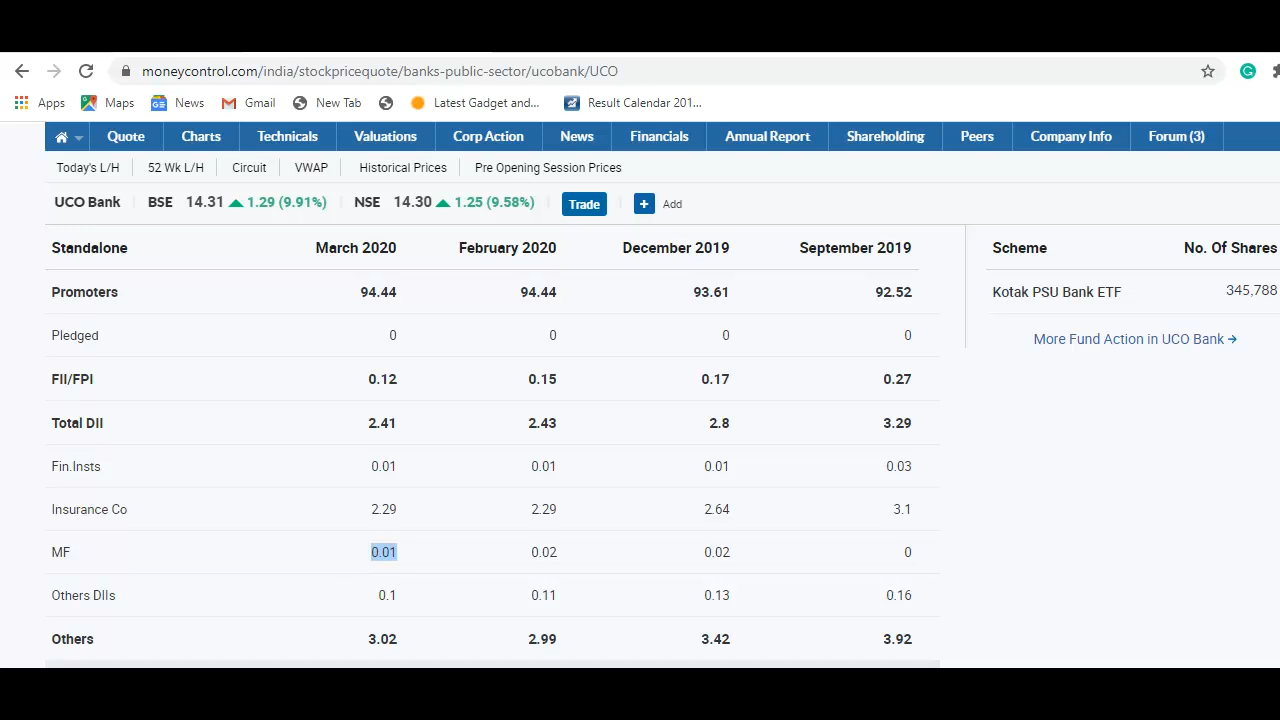 moneycontrol.com/india/stockpricequote/banks-public-sector/ucobank/UCO
Apps Maps News Gmail New Tab Latest Gadget and... Result Calendar 201...
Quote Charts Technicals Valuations Corp Action News Financials Annual Report Shareholding Peers Company Info Forum (3)
Today's L/H 52 Wk L/H Circuit VWAP Historical Prices Pre Opening Session Prices
UCO Bank BSE 14.31 1.29 (9.91%) NSE 14.30 1.25 (9.58%) Trade + Add
Standalone March 2020 February 2020 December 2019 September 2019
Promoters 94.44 94.44 93.61 92.52
Pledged 0 0 0 0
FII/FPI 0.12 0.15 0.17 0.27
Total DII 2.41 2.43 2.8 3.29
Fin.Insts 0.01 0.01 0.01 0.03
Insurance Co 2.29 2.29 2.64 3.1
MF 0.01 0.02 0.02 0
Others DIIs 0.1 0.11 0.13 0.16
Others 3.02 2.99 3.42 3.92
Scheme No. Of Shares
Kotak PSU Bank ETF 345,788
More Fund Action in UCO Bank →